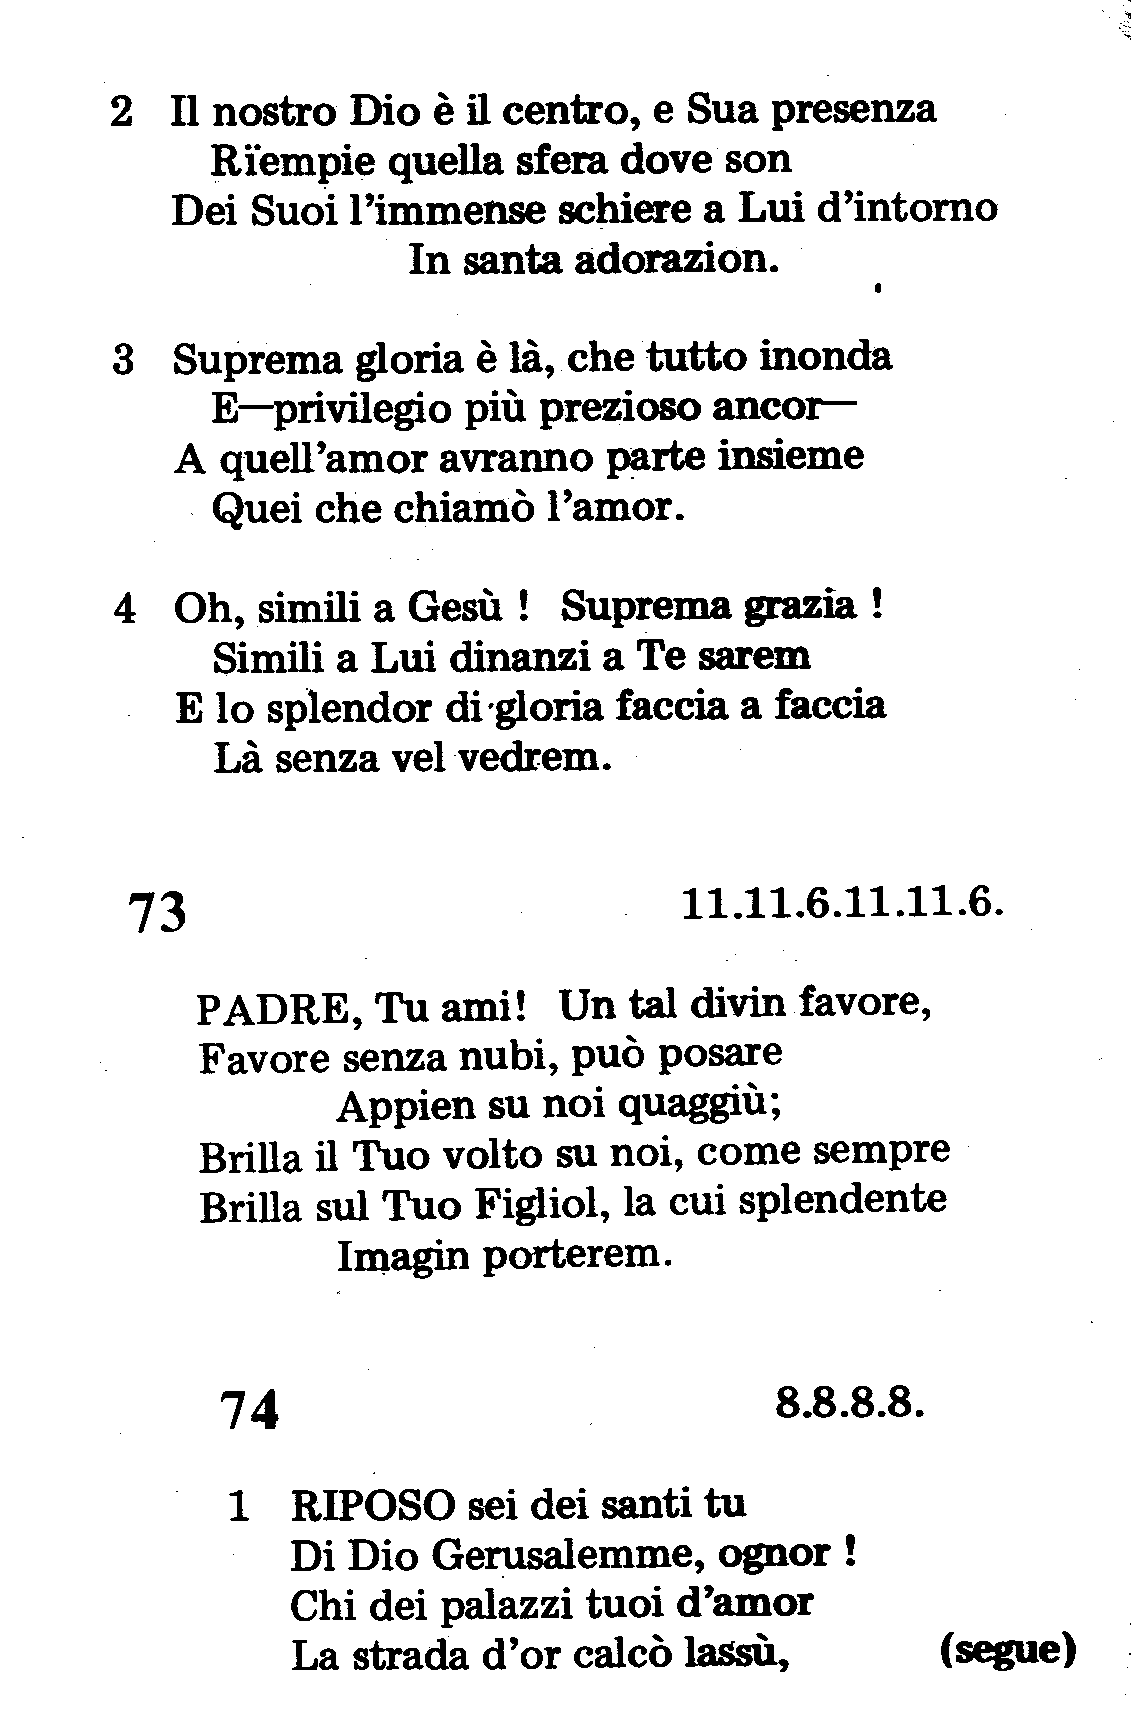 2 Il nostro Dio è il centro, e Sua presenza
Rïempie quella sfera dove son
Dei Suoi l'immense schiere a Lui d'intorno
In santa adorazion.
3 Suprema gloria è là, che tutto inonda
E—privilegio più prezioso ancor—
A quell'amor avranno parte insieme
Quei che chiamò l'amor.
4 Oh, simili a Gesù ! Suprema grazia !
Simili a Lui dinanzi a Te sarem
E lo splendor di gloria faccia a faccia
Là senza vel vedrem.
73 11.11.6.11.11.6.
PADRE, Tu ami! Un tal divin favore,
Favore senza nubi, può posare
Appien su noi quaggiù;
Brilla il Tuo volto su noi, come sempre
Brilla sul Tuo Figliol, la cui splendente
Imagin porterem.
74 8.8.8.8.
1 RIPOSO sei dei santi tu
Di Dio Gerusalemme, ognor !
Chi dei palazzi tuoi d'amor
La strada d'or calcò lassù, (segue)